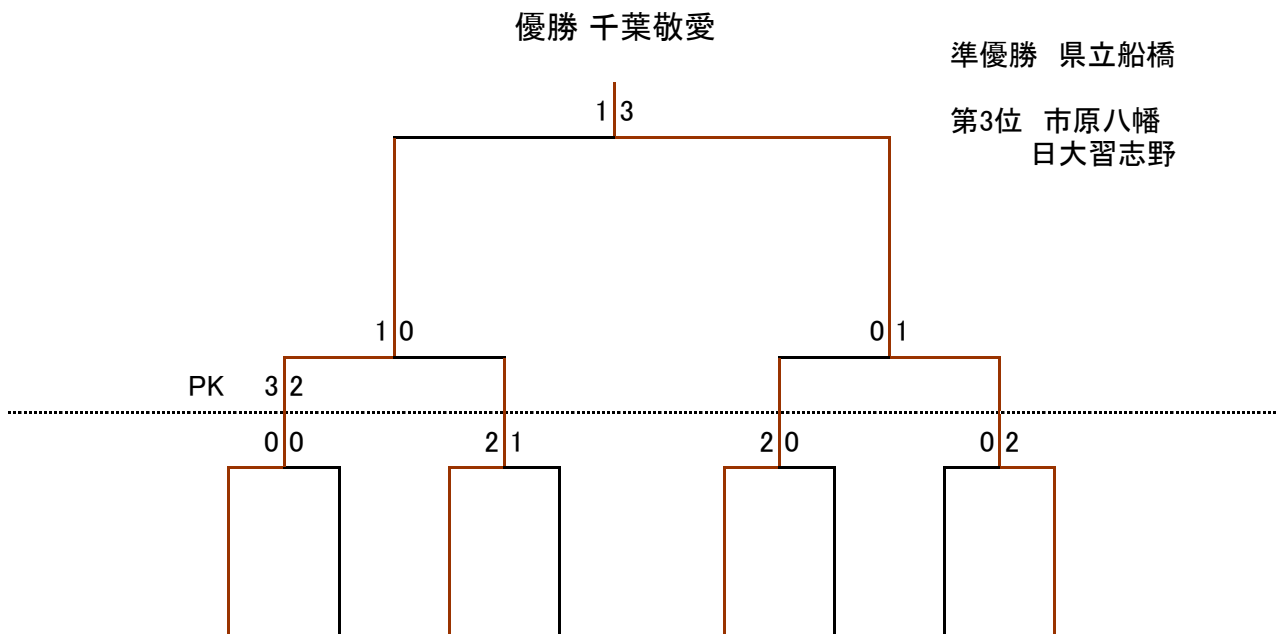 優勝 千葉敬愛
準優勝 県立船橋
1 3
第3位 市原八幡
日大習志野
1 0
0 1
PK 3 2
0 0
2 1
2 0
0 2